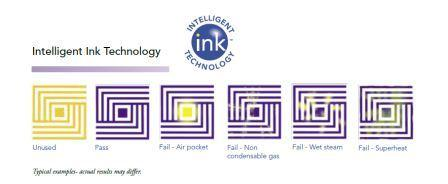 INTELLIGENT
ink
TECHNOLOGY
Intelligent Ink Technology
Unused
Pass
Fail - Air pocket
Fail - Non
condensable gas
Fail - Wet steam
Fail - Superheat
Typical examples- acnual results may differ.